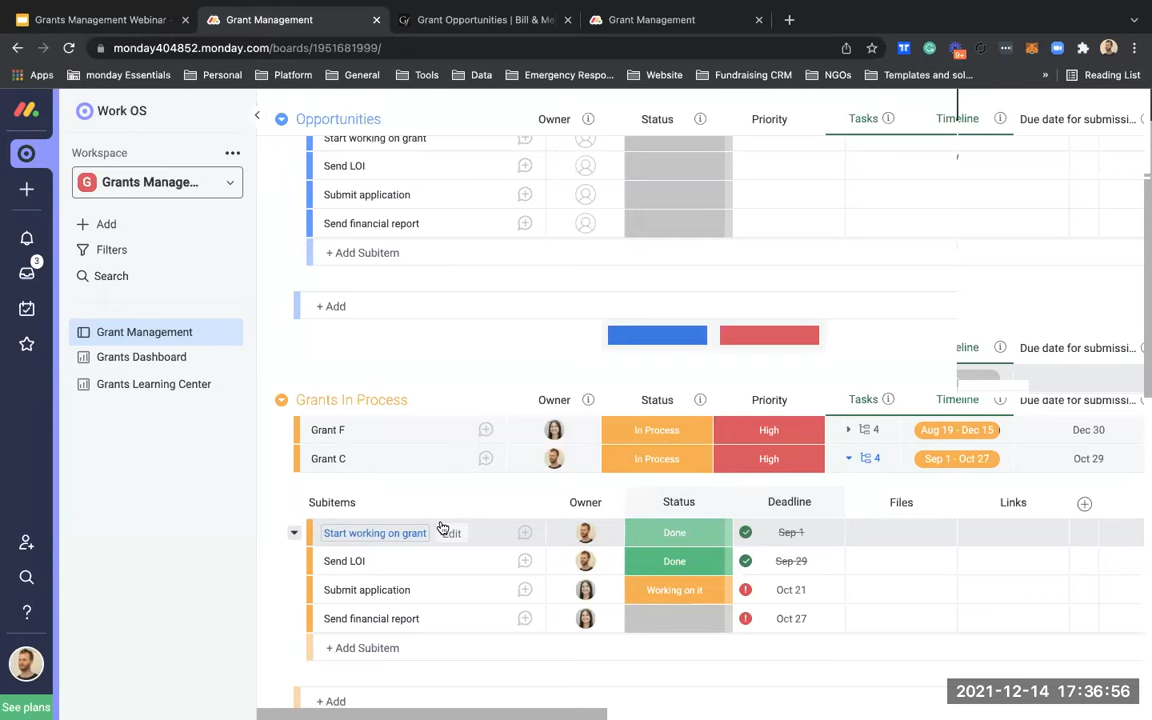 Grants Management Webinar
Grant Management
Grant Opportunities | Bill & Me
Grant Management
monday404852.monday.com/boards/1951681999/
Apps
monday Essentials
Personal
Platform
General
Tools
Data
Emergency Respo...
Website
Fundraising CRM
NGOs
Templates and sol...
»
Reading List
9+
Work OS
Workspace
G Grants Manage...
Add
Filters
Search
3
Grant Management
Grants Dashboard
Grants Learning Center
See plans
Opportunities Owner Status Priority Tasks Timeline Due date for submissi...
Start working on grant
Send LOI
Submit application
Send financial report
+ Add Subitem
+ Add
eline Due date for submissi...
Grants In Process Owner Status Priority Tasks Timeline Due date for submissi...
Grant F In Process High 4 Aug 19 - Dec 15 Dec 30
Grant C In Process High 4 Sep 1 - Oct 27 Oct 29
Subitems Owner Status Deadline Files Links
Start working on grant Edit Done Sep 1
Send LOI Done Sep 29
Submit application Working on it Oct 21
Send financial report Oct 27
+ Add Subitem
+ Add
2021-12-14 17:36:56